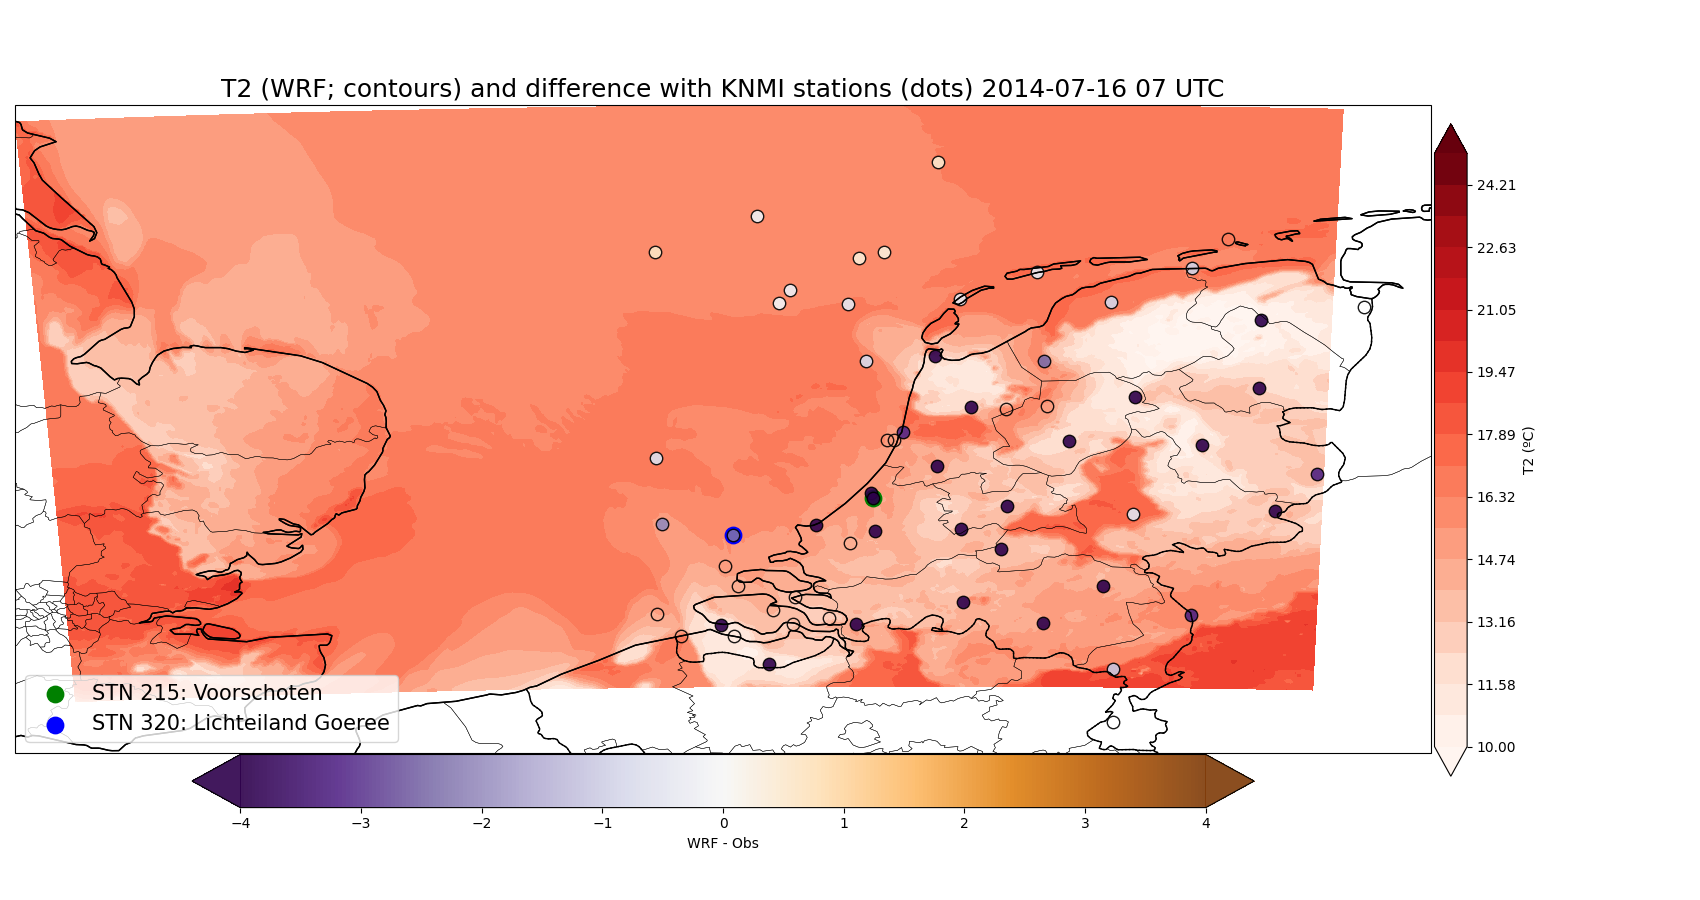 T2 (WRF; contours) and difference with KNMI stations (dots) 2014-07-16 07 UTC
24.21
22.63
21.05
19.47
17.89
16.32
14.74
13.16
11.58
10.00
T2 (ºC)
STN 215: Voorschoten
STN 320: Lichteiland Goeree
−4 −3 −2 −1 0 1 2 3 4
WRF - Obs